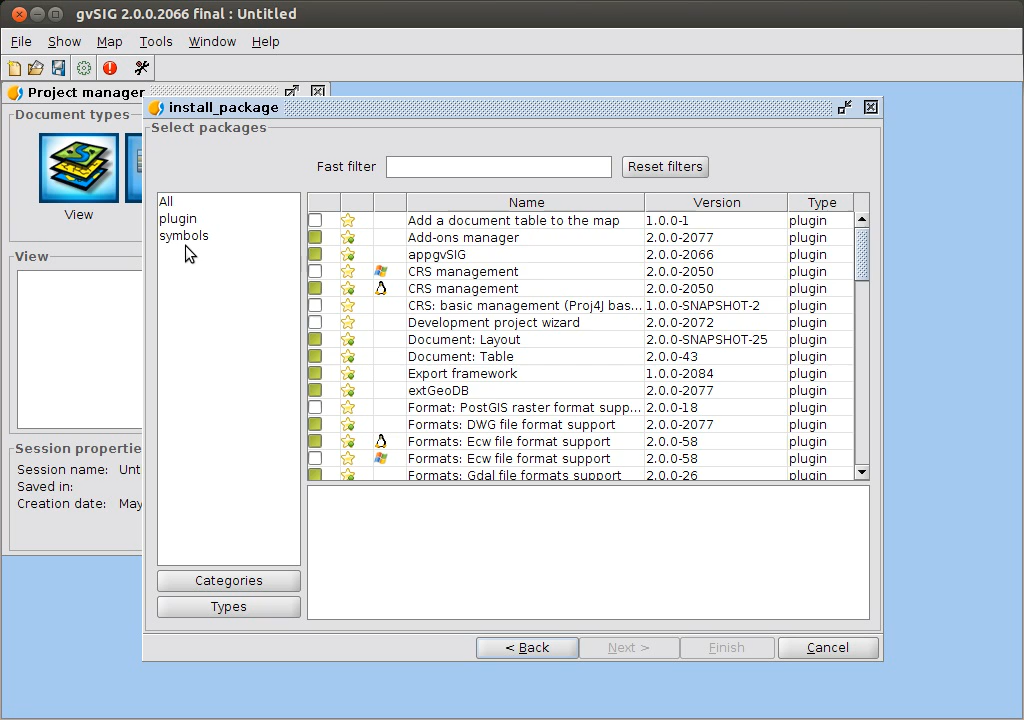 gvSIG 2.0.0.2066 final : Untitled
File Show Map Tools Window Help
Project manager
Document types
View
View
Session properties
Session name: Unt
Saved in:
Creation date: May
install_package
Select packages
Fast filter Reset filters
All
plugin
symbols
Categories
Types
Name Version Type
Add a document table to the map 1.0.0-1 plugin
Add-ons manager 2.0.0-2077 plugin
appgvSIG 2.0.0-2066 plugin
CRS management 2.0.0-2050 plugin
CRS management 2.0.0-2050 plugin
CRS: basic management (Proj4) bas... 1.0.0-SNAPSHOT-2 plugin
Development project wizard 2.0.0-2072 plugin
Document: Layout 2.0.0-SNAPSHOT-25 plugin
Document: Table 2.0.0-43 plugin
Export framework 1.0.0-2084 plugin
extGeoDB 2.0.0-2077 plugin
Format: PostGIS raster format supp... 2.0.0-18 plugin
Formats: DWG file format support 2.0.0-2077 plugin
Formats: Ecw file format support 2.0.0-58 plugin
Formats: Ecw file format support 2.0.0-58 plugin
Formats: Gdal file formats support 2.0.0-26 plugin
< Back Next > Finish Cancel